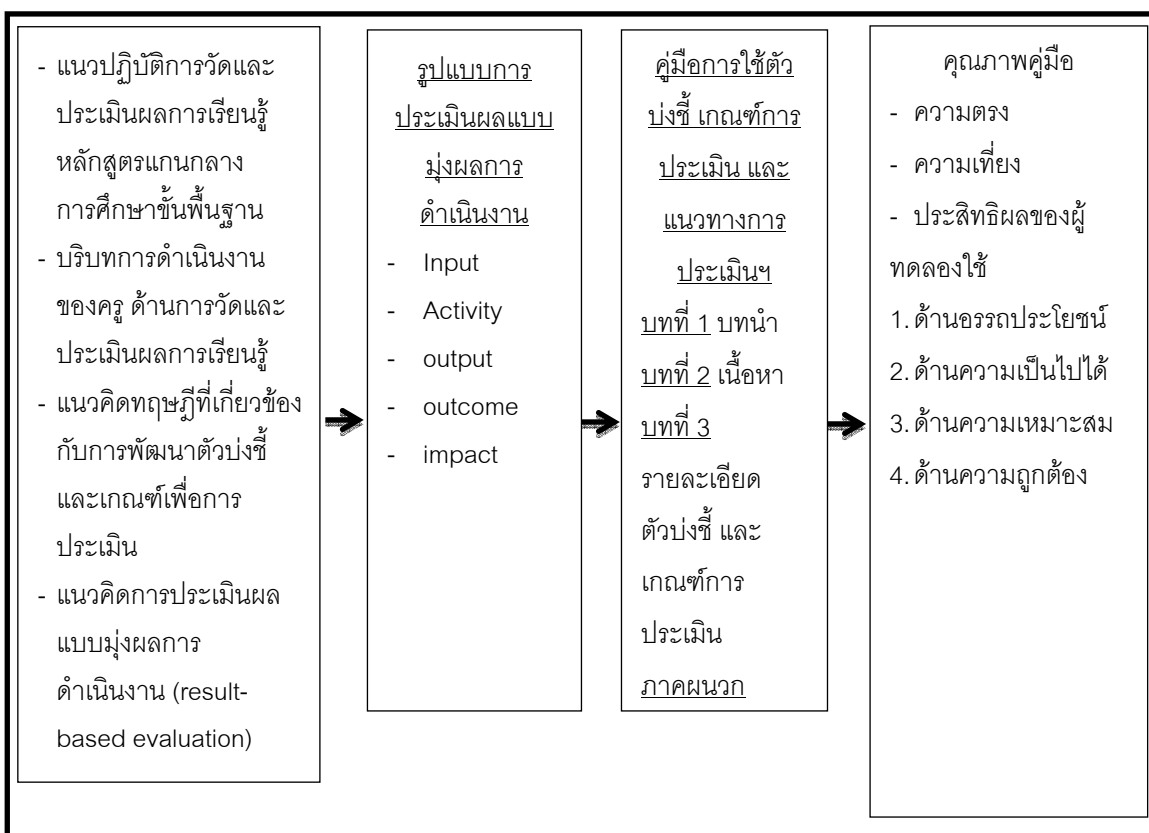 - แนวปฏิบัติการวัดและ
ประเมินผลการเรียนรู้
หลักสูตรแกนกลาง
การศึกษาขั้นพื้นฐาน
- บริบทการดำเนินงาน
ของครู ด้านการวัดและ
ประเมินผลการเรียนรู้
- แนวคิดทฤษฎีที่เกี่ยวข้อง
กับการพัฒนาตัวบ่งชี้
และเกณฑ์เพื่อการ
ประเมิน
- แนวคิดการประเมินผล
แบบมุ่งผลการ
ดำเนินงาน (result-
based evaluation)
รูปแบบการ
ประเมินผลแบบ
มุ่งผลการ
ดำเนินงาน
- Input
- Activity
- output
- outcome
- impact
คู่มือการใช้ตัว
บ่งชี้ เกณฑ์การ
ประเมิน และ
แนวทางการ
ประเมินฯ
บทที่ 1 บทนำ
บทที่ 2 เนื้อหา
บทที่ 3
รายละเอียด
ตัวบ่งชี้ และ
เกณฑ์การ
ประเมิน
ภาคผนวก
คุณภาพคู่มือ
- ความตรง
- ความเที่ยง
- ประสิทธิผลของผู้
ทดลองใช้
1. ด้านอรรถประโยชน์
2. ด้านความเป็นไปได้
3. ด้านความเหมาะสม
4. ด้านความถูกต้อง